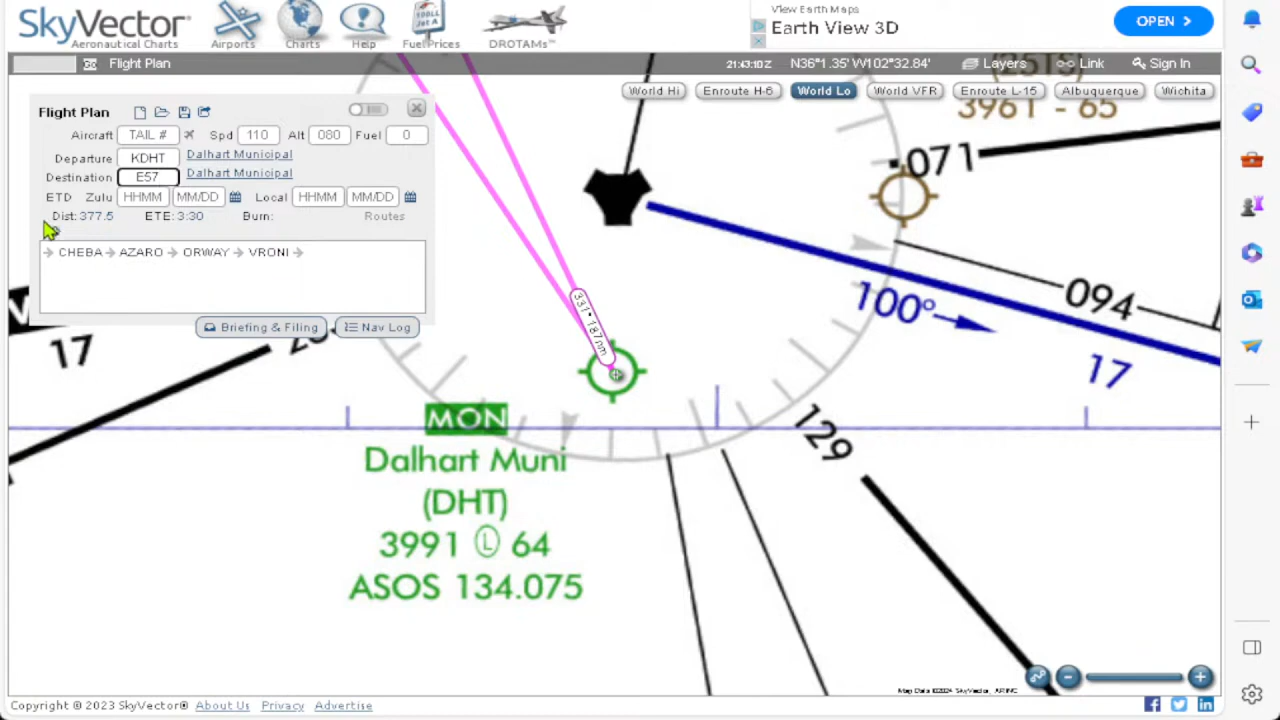 SkyVector
Aeronautical Charts
Airports
Charts
Help
100LL
Jet A
Fuel Prices
DROTAMs™
View Earth Maps
Earth View 3D
OPEN
Flight Plan
21:43:10Z
N36°1.35' W102°32.84'
Layers
Link
Sign In
World Hi
Enroute H-6
World Lo
World VFR
Enroute L-15
Albuquerque
Wichita
Flight Plan
Aircraft TAIL # Spd 110 Alt 080 Fuel 0
Departure KDHT Dalhart Municipal
Destination E57 Dalhart Municipal
ETD Zulu HHMM MM/DD Local HHMM MM/DD
Dist: 377.5 ETE: 3:30 Burn: Routes
CHEBA AZARO ORWAY VRONI
Briefing & Filing
Nav Log
3961 - 65
071
094
100°
17
17
129
331° 187nm
MON
Dalhart Muni
(DHT)
3991 Ⓛ 64
ASOS 134.075
Copyright © 2023 SkyVector® About Us Privacy Advertise